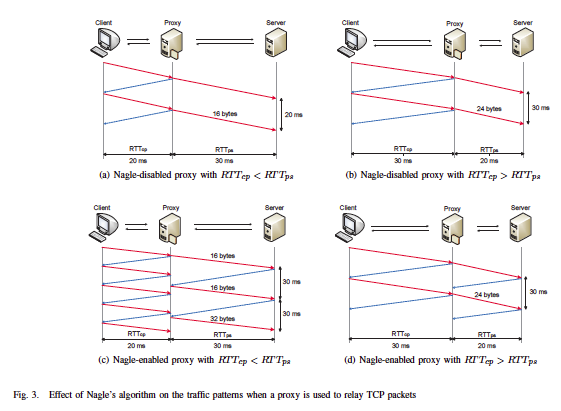 Client Proxy Server
16 bytes
20 ms
RTTcp RTTps
20 ms 30 ms
(a) Nagle-disabled proxy with RTTcp < RTTps
Client Proxy Server
24 bytes
30 ms
RTTcp RTTps
30 ms 20 ms
(b) Nagle-disabled proxy with RTTcp > RTTps
Client Proxy Server
16 bytes
30 ms
16 bytes
30 ms
32 bytes
RTTcp RTTps
20 ms 30 ms
(c) Nagle-enabled proxy with RTTcp < RTTps
Client Proxy Server
24 bytes
30 ms
RTTcp RTTps
30 ms 20 ms
(d) Nagle-enabled proxy with RTTcp > RTTps
Fig. 3. Effect of Nagle's algorithm on the traffic patterns when a proxy is used to relay TCP packets